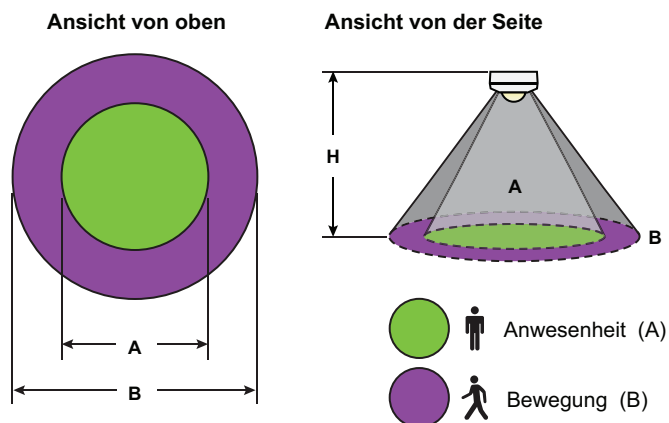 Ansicht von oben
Ansicht von der Seite
A
B
H
A
B
Anwesenheit (A)
Bewegung (B)